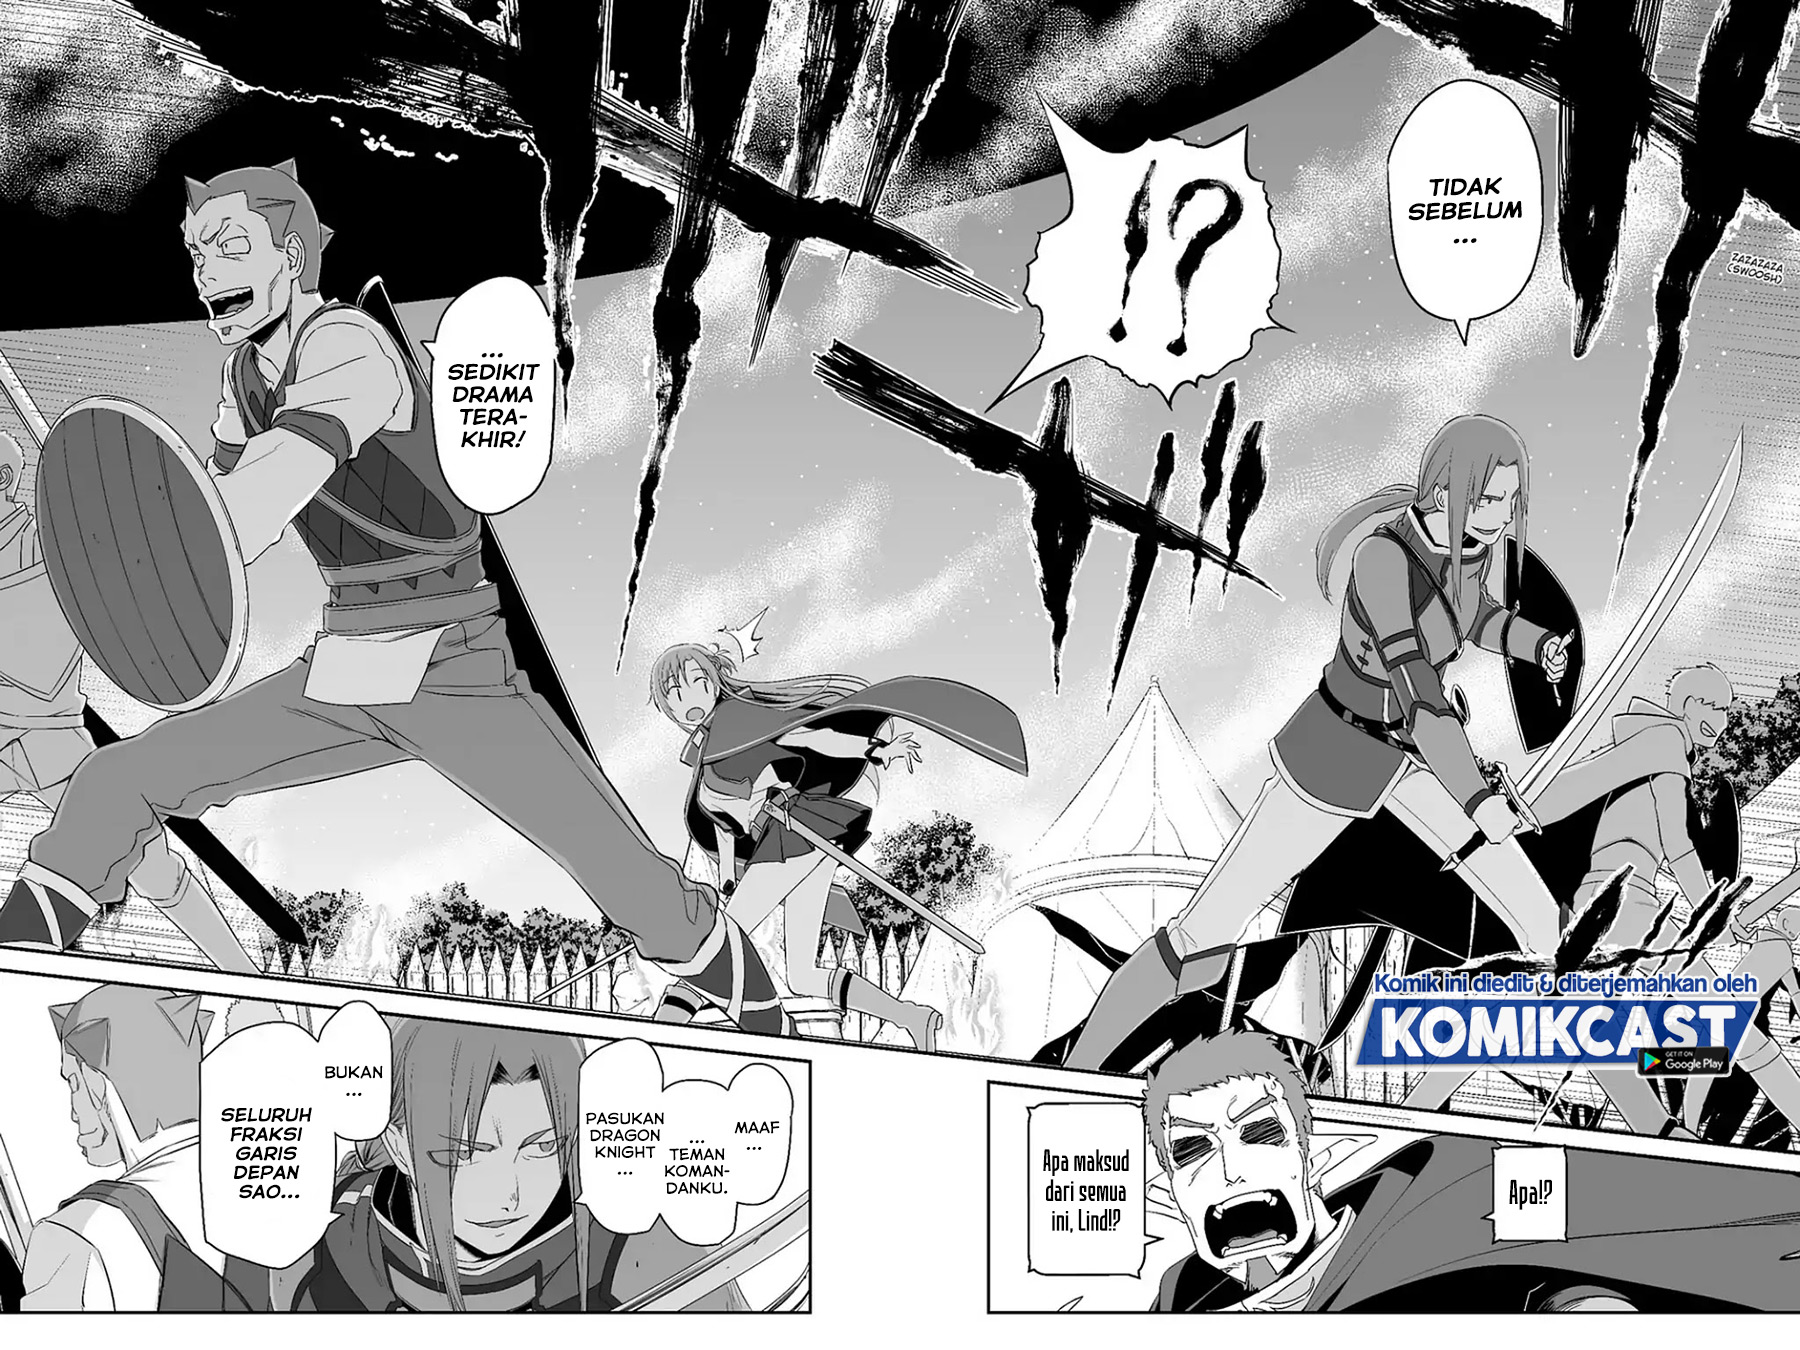 TIDAK
SEBELUM
...
ZAZAZAZA
(SWOOSH)
!?
...
SEDIKIT
DRAMA
TERA-
KHIR!
Apa!?
Apa maksud
dari semua
ini, Lind!?
MAAF
...
...
TEMAN
KOMAN-
DANKU.
PASUKAN
DRAGON
KNIGHT
...
BUKAN
...
SELURUH
FRAKSI
GARIS
DEPAN
SAO...
Komik ini diedit & diterjemahkan oleh
KOMIKCAST
GET IT ON
Google Play